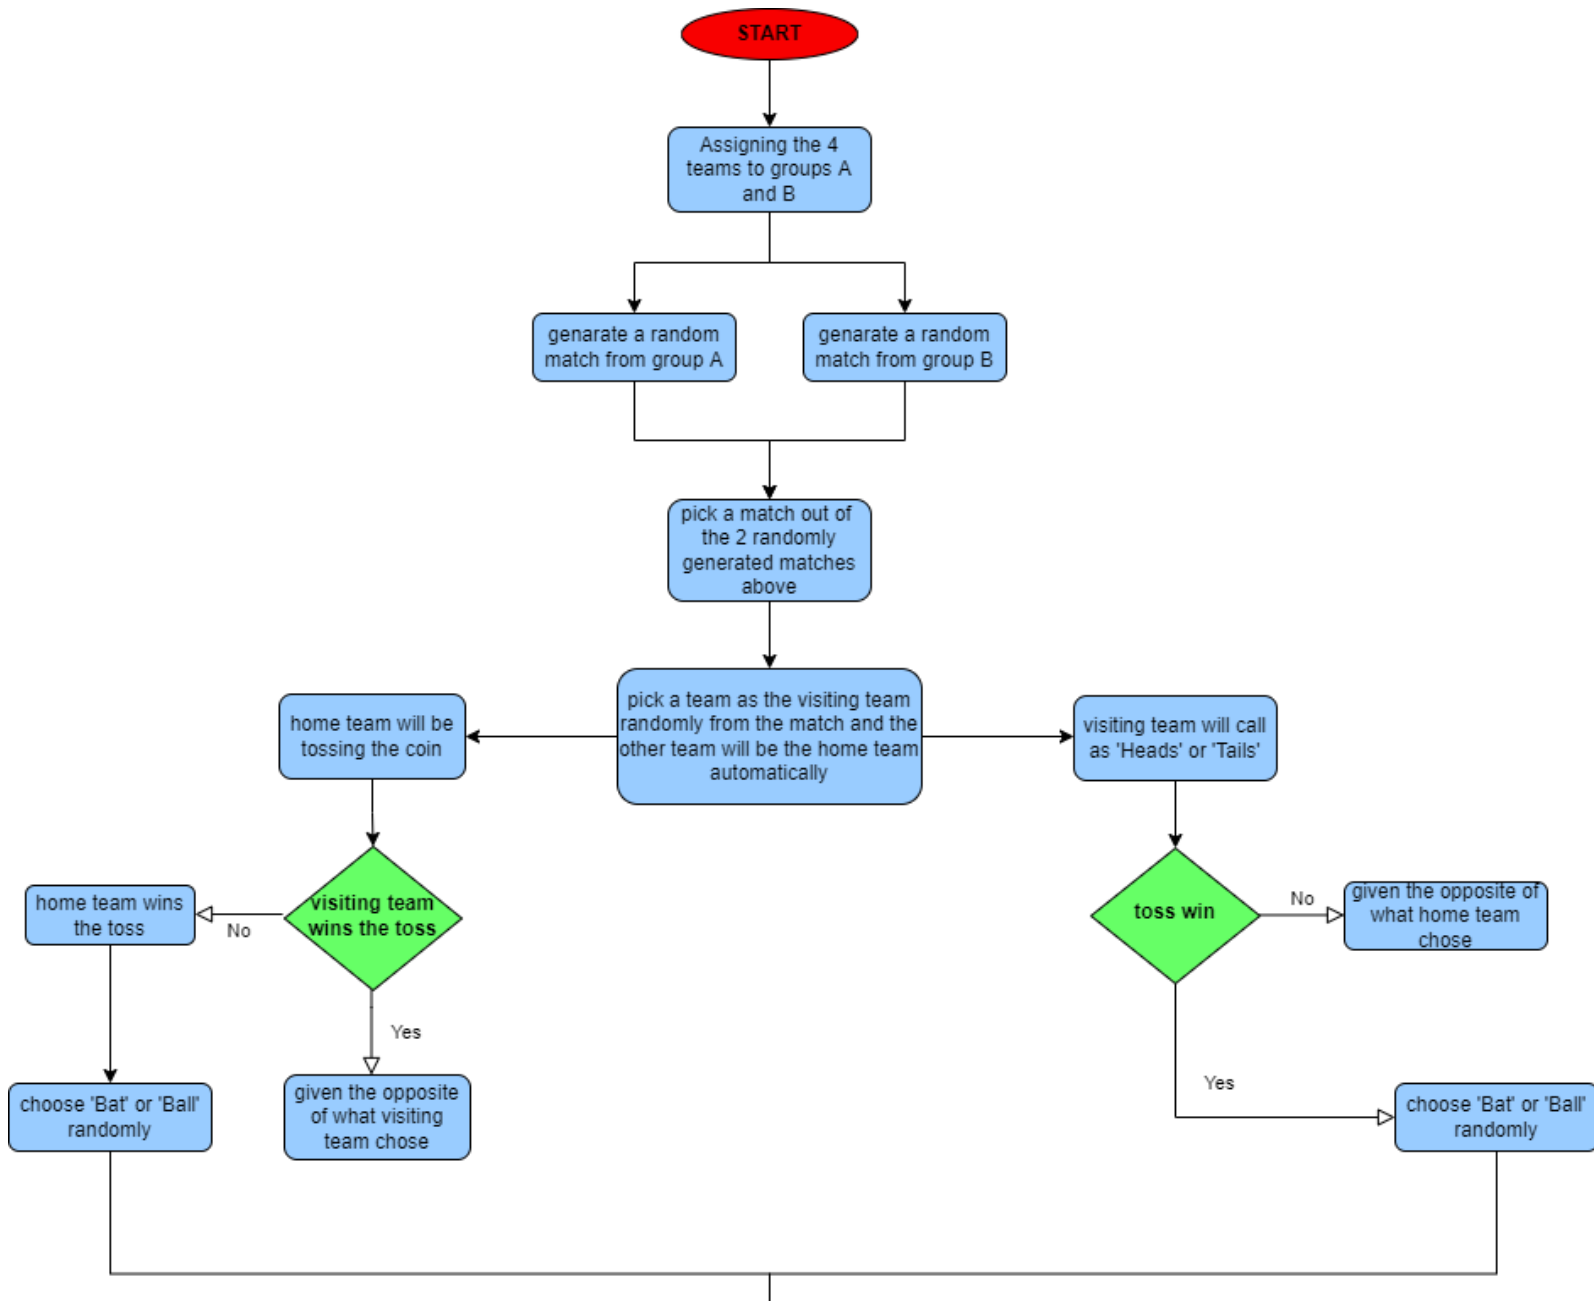 START
Assigning the 4
teams to groups A
and B
genarate a random
match from group A
genarate a random
match from group B
pick a match out of
the 2 randomly
generated matches
above
home team will be
tossing the coin
pick a team as the visiting team
randomly from the match and the
other team will be the home team
automatically
visiting team will call
as 'Heads' or 'Tails'
home team wins
the toss
No
visiting team
wins the toss
toss win
No
given the opposite of
what home team
chose
Yes
Yes
choose 'Bat' or 'Ball'
randomly
given the opposite
of what visiting
team chose
choose 'Bat' or 'Ball'
randomly